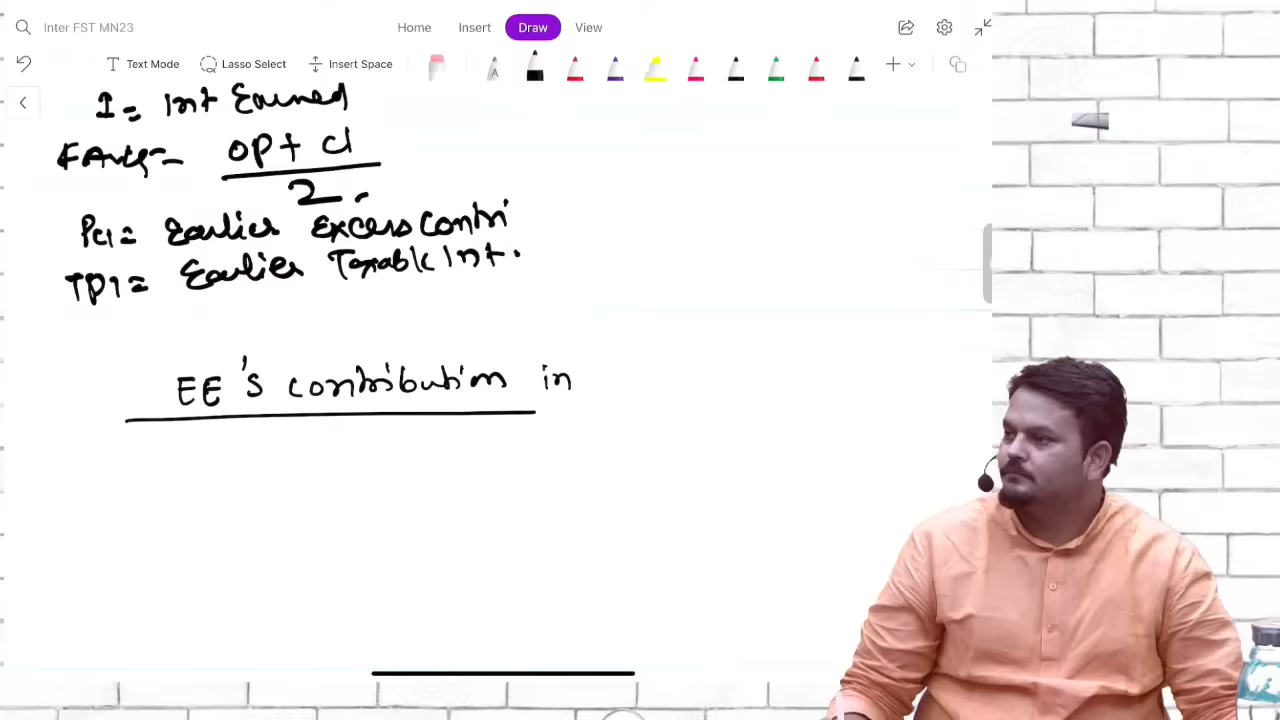 Inter FST MN23
Home Insert Draw View
Text Mode Lasso Select Insert Space
I = Int Earned
FAvg = op + cl
2
PC1 = Earlier Excess Contri
TP1 = Earlier Taxable Int.
EE's contribution in